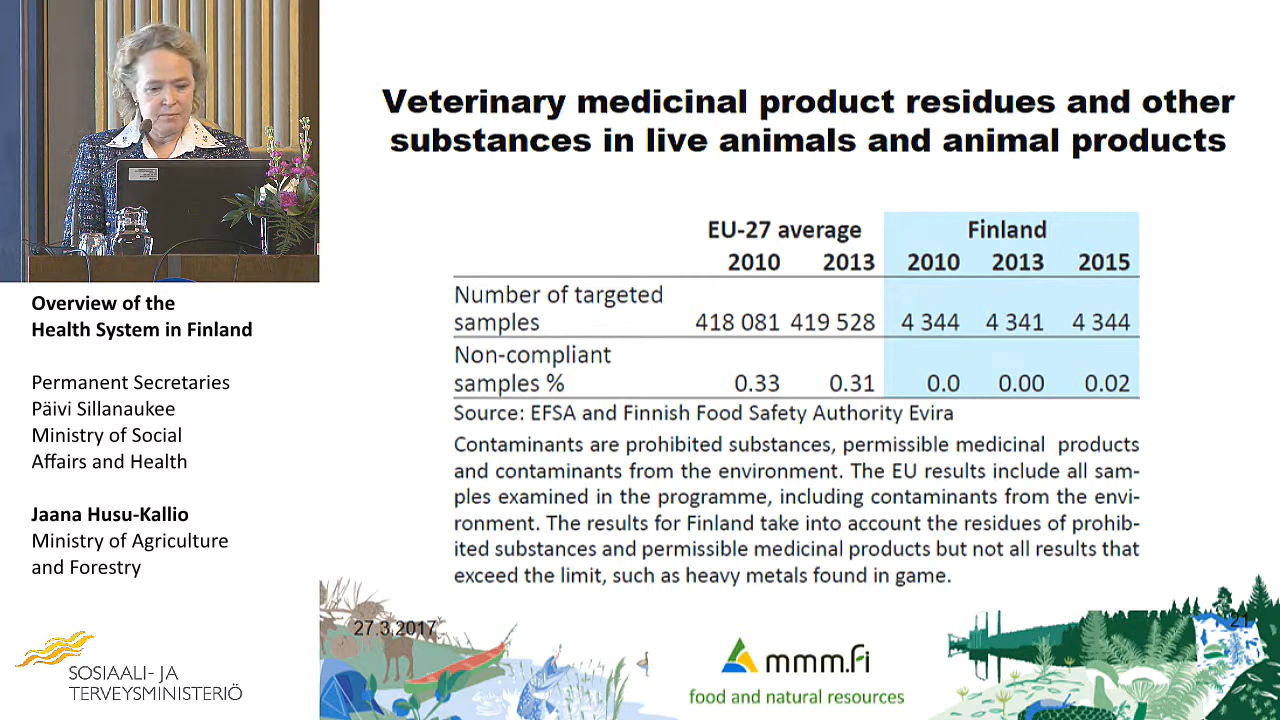 Veterinary medicinal product residues and other
substances in live animals and animal products
EU-27 average Finland
2010 2013 2010 2013 2015
Number of targeted
samples 418 081 419 528 4 344 4 341 4 344
Non-compliant
samples % 0.33 0.31 0.0 0.00 0.02
Source: EFSA and Finnish Food Safety Authority Evira
Contaminants are prohibited substances, permissible medicinal products
and contaminants from the environment. The EU results include all sam-
ples examined in the programme, including contaminants from the envi-
ronment. The results for Finland take into account the residues of prohib-
ited substances and permissible medicinal products but not all results that
exceed the limit, such as heavy metals found in game.
27.3.2017
21
mmm.fi
food and natural resources
Overview of the
Health System in Finland
Permanent Secretaries
Päivi Sillanaukee
Ministry of Social
Affairs and Health
Jaana Husu-Kallio
Ministry of Agriculture
and Forestry
SOSIAALI- JA
TERVEYSMINISTERIÖ